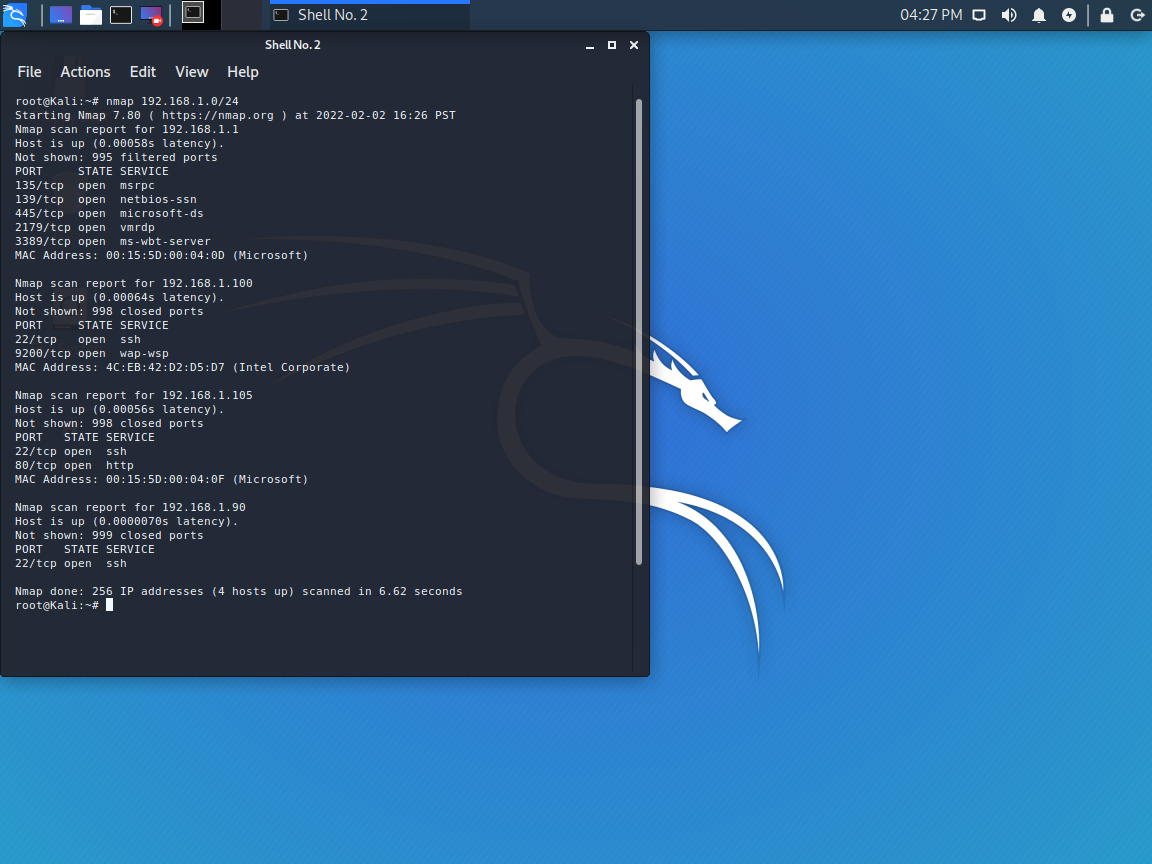 Shell No. 2
04:27 PM
Shell No. 2
File Actions Edit View Help
root@Kali:~# nmap 192.168.1.0/24
Starting Nmap 7.80 ( https://nmap.org ) at 2022-02-02 16:26 PST
Nmap scan report for 192.168.1.1
Host is up (0.00058s latency).
Not shown: 995 filtered ports
PORT     STATE SERVICE
135/tcp  open  msrpc
139/tcp  open  netbios-ssn
445/tcp  open  microsoft-ds
2179/tcp open  vmrdp
3389/tcp open  ms-wbt-server
MAC Address: 00:15:5D:00:04:0D (Microsoft)

Nmap scan report for 192.168.1.100
Host is up (0.00064s latency).
Not shown: 998 closed ports
PORT     STATE SERVICE
22/tcp   open  ssh
9200/tcp open  wap-wsp
MAC Address: 4C:EB:42:D2:D5:D7 (Intel Corporate)

Nmap scan report for 192.168.1.105
Host is up (0.00056s latency).
Not shown: 998 closed ports
PORT   STATE SERVICE
22/tcp open  ssh
80/tcp open  http
MAC Address: 00:15:5D:00:04:0F (Microsoft)

Nmap scan report for 192.168.1.90
Host is up (0.0000070s latency).
Not shown: 999 closed ports
PORT   STATE SERVICE
22/tcp open  ssh

Nmap done: 256 IP addresses (4 hosts up) scanned in 6.62 seconds
root@Kali:~#